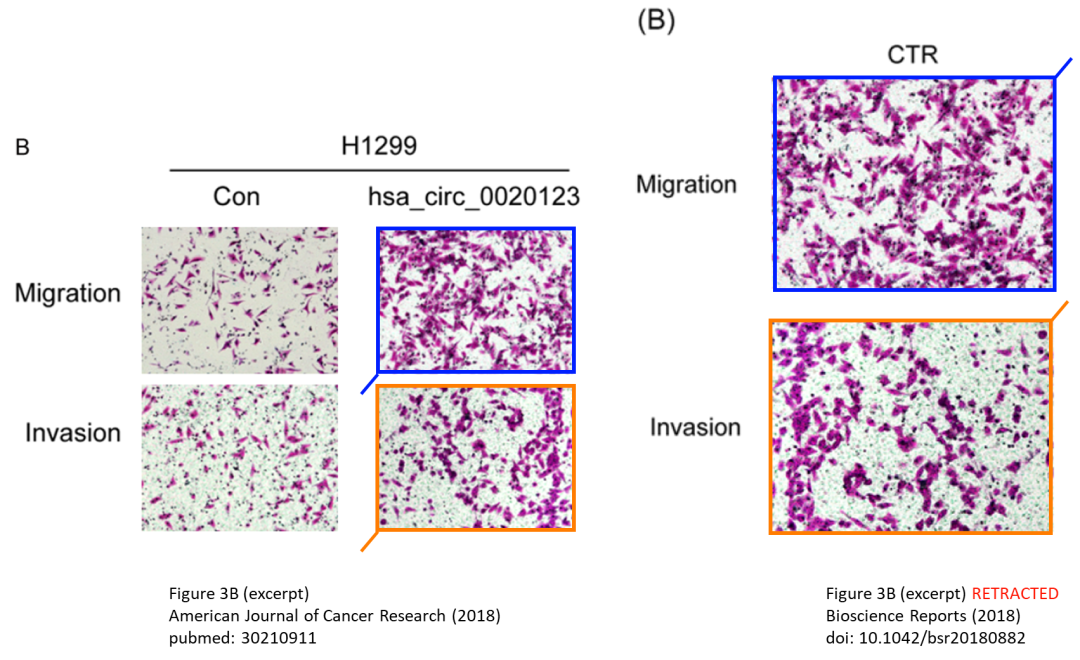 B
H1299
Con
hsa_circ_0020123
Migration
Invasion
Figure 3B (excerpt)
American Journal of Cancer Research (2018)
pubmed: 30210911
(B)
CTR
Migration
Invasion
Figure 3B (excerpt) RETRACTED
Bioscience Reports (2018)
doi: 10.1042/bsr20180882